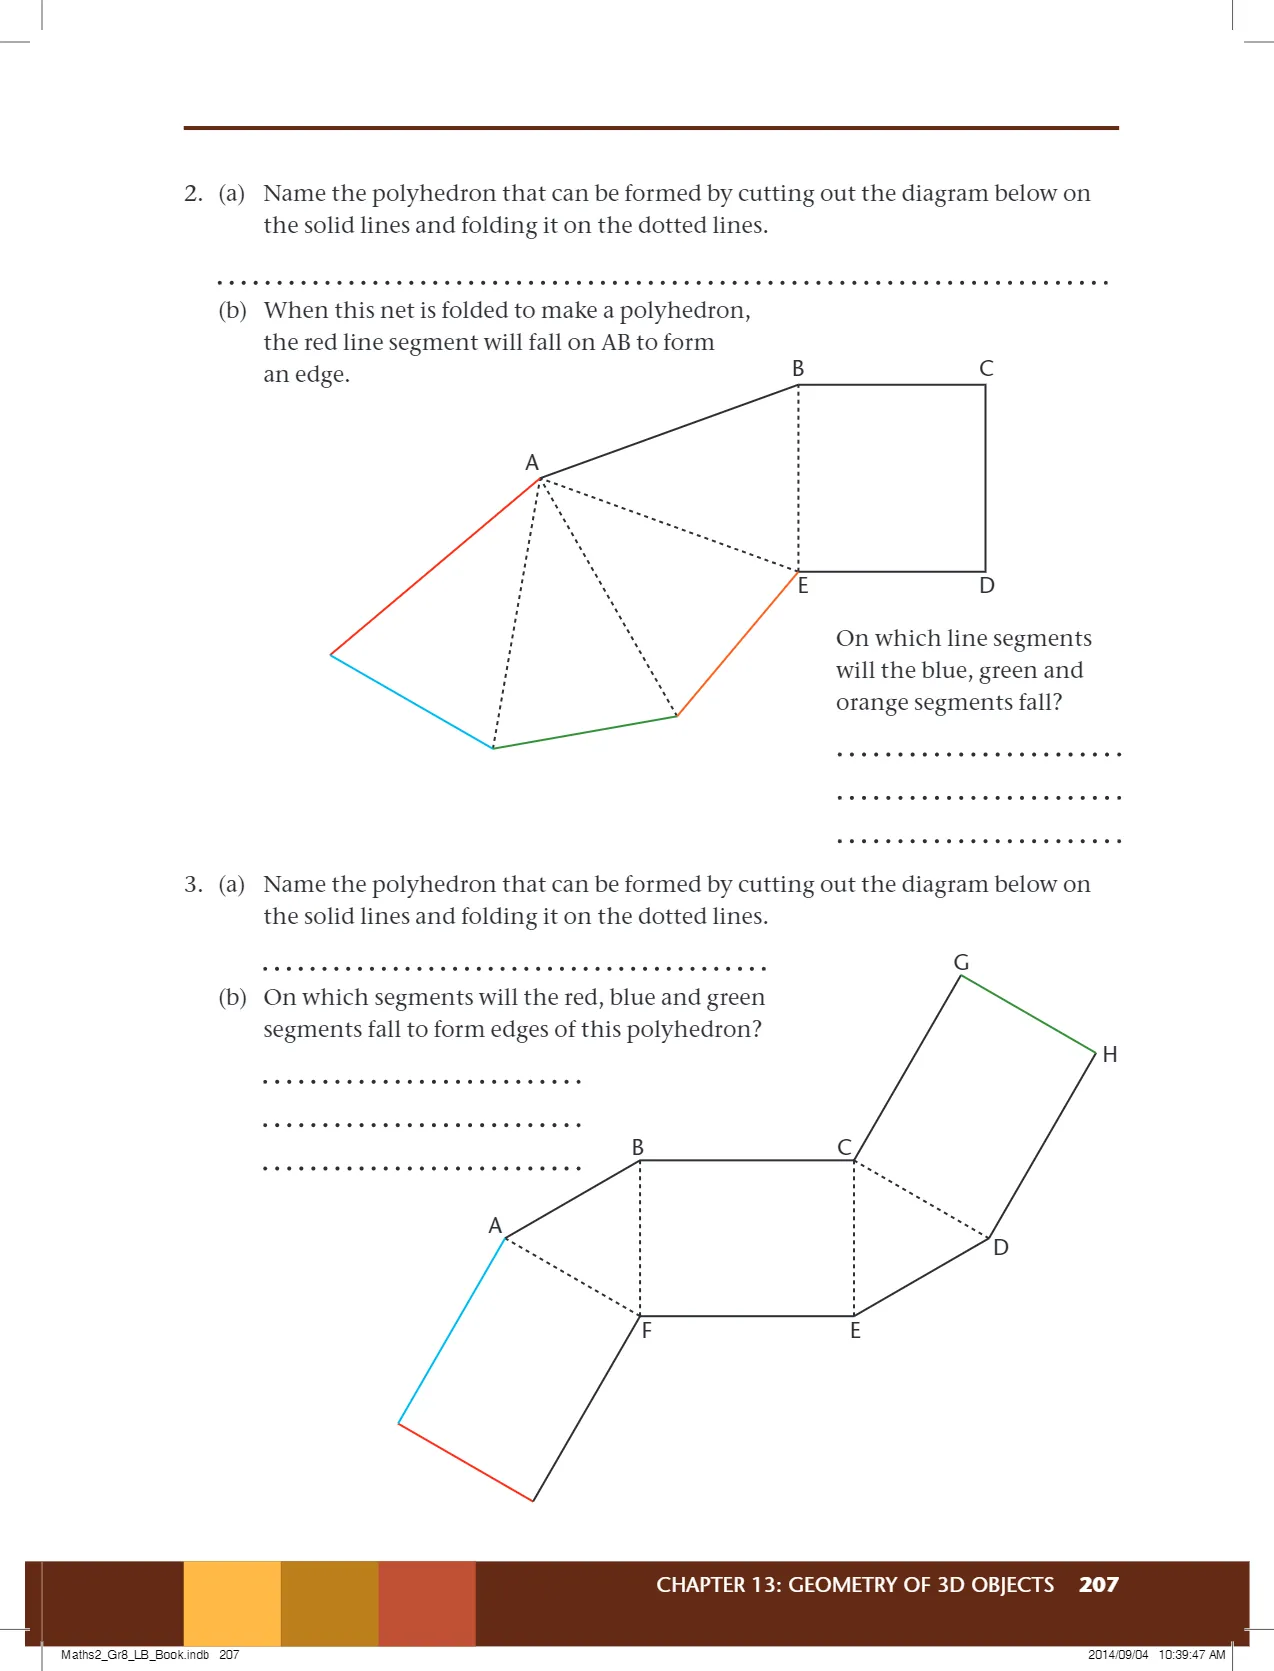 2. (a) Name the polyhedron that can be formed by cutting out the diagram below on
the solid lines and folding it on the dotted lines.
(b) When this net is folded to make a polyhedron,
the red line segment will fall on AB to form
an edge.
B
C
A
E
D
On which line segments
will the blue, green and
orange segments fall?
3. (a) Name the polyhedron that can be formed by cutting out the diagram below on
the solid lines and folding it on the dotted lines.
G
(b) On which segments will the red, blue and green
segments fall to form edges of this polyhedron?
H
B
C
A
D
F
E
CHAPTER 13: GEOMETRY OF 3D OBJECTS 207
Maths2_Gr8_LB_Book.indb 207
2014/09/04 10:39:47 AM